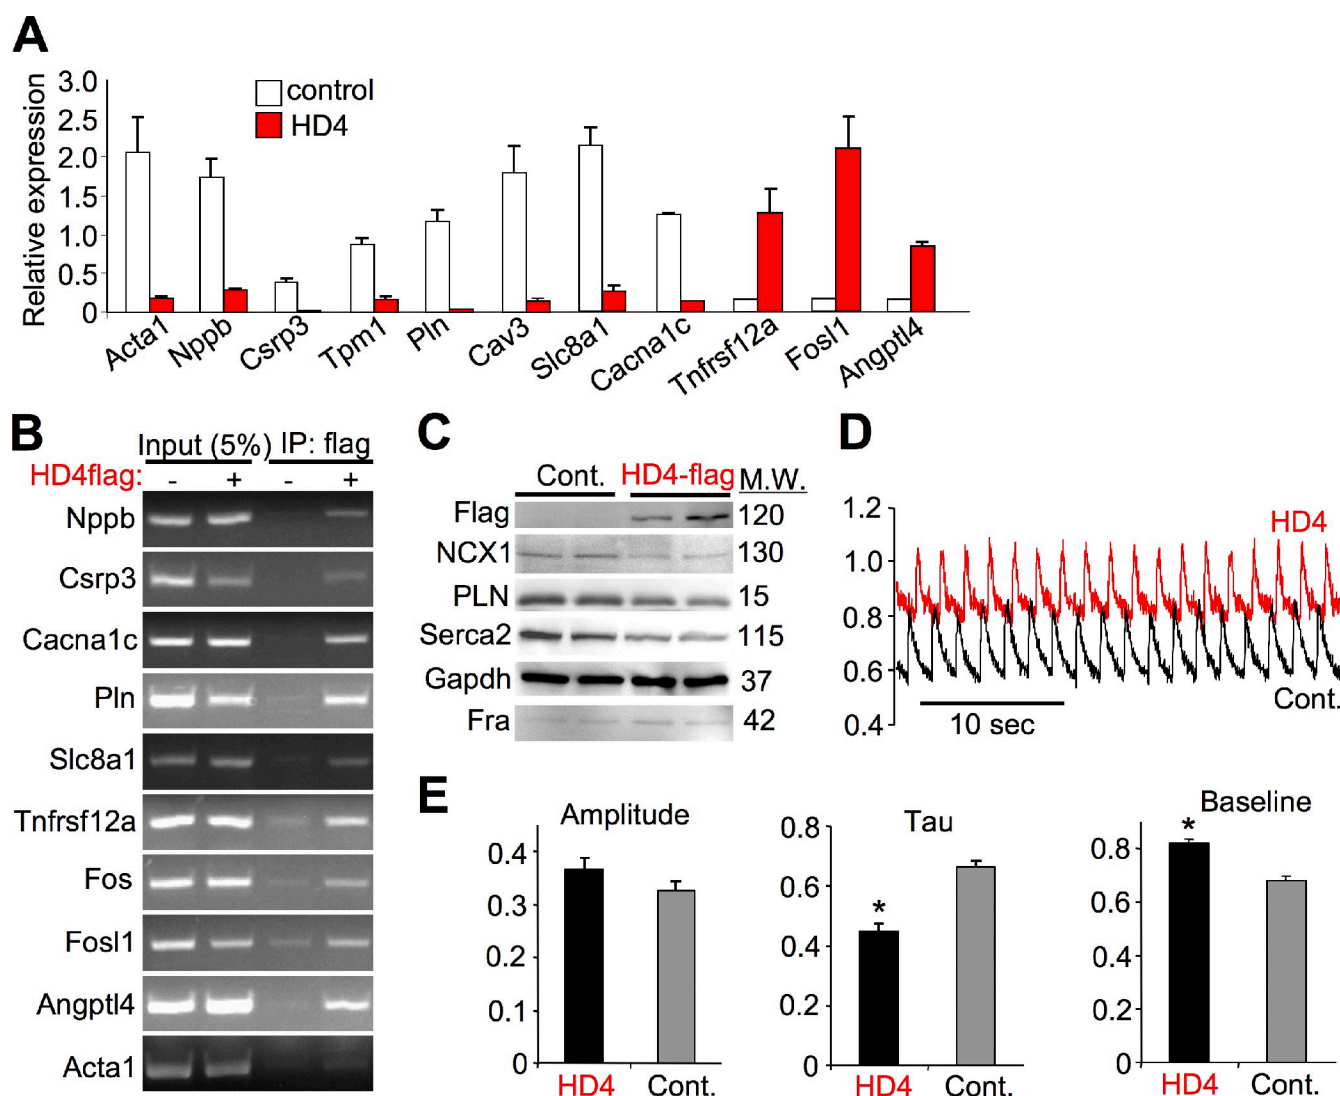 A
Relative expression
3.0
2.5
2.0
1.5
1.0
0.5
0
control
HD4
Acta1
Nppb
Csrp3
Tpm1
Pln
Cav3
Slc8a1
Cacna1c
Tnfrsf12a
Fosl1
Angptl4
B
Input (5%) IP: flag
HD4flag: - + - +
Nppb
Csrp3
Cacna1c
Pln
Slc8a1
Tnfrsf12a
Fos
Fosl1
Angptl4
Acta1
C
Cont. HD4-flag M.W.
Flag 120
NCX1 130
PLN 15
Serca2 115
Gapdh 37
Fra 42
D
1.2
1.0
0.8
0.6
0.4
HD4
Cont.
10 sec
E
Amplitude
0.4
0.3
0.2
0.1
0
HD4 Cont.
Tau
0.8
0.6
0.4
0.2
0
*
HD4 Cont.
Baseline
0.8
0.6
0.4
0.2
0
*
HD4 Cont.